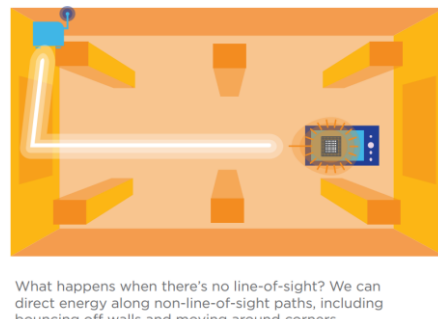 What happens when there's no line-of-sight? We can
direct energy along non-line-of-sight paths, including
bouncing off walls and moving around corners